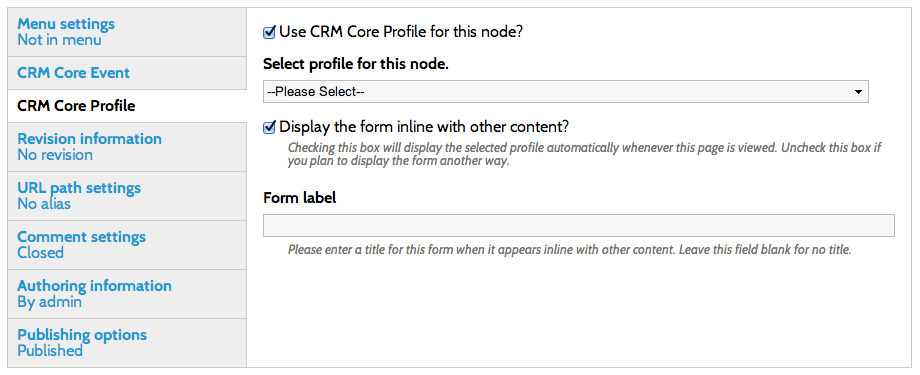 Menu settings
Not in menu
CRM Core Event
CRM Core Profile
Revision information
No revision
URL path settings
No alias
Comment settings
Closed
Authoring information
By admin
Publishing options
Published
Use CRM Core Profile for this node?
Select profile for this node.
--Please Select--
Display the form inline with other content?
Checking this box will display the selected profile automatically whenever this page is viewed. Uncheck this box if
you plan to display the form another way.
Form label
Please enter a title for this form when it appears inline with other content. Leave this field blank for no title.